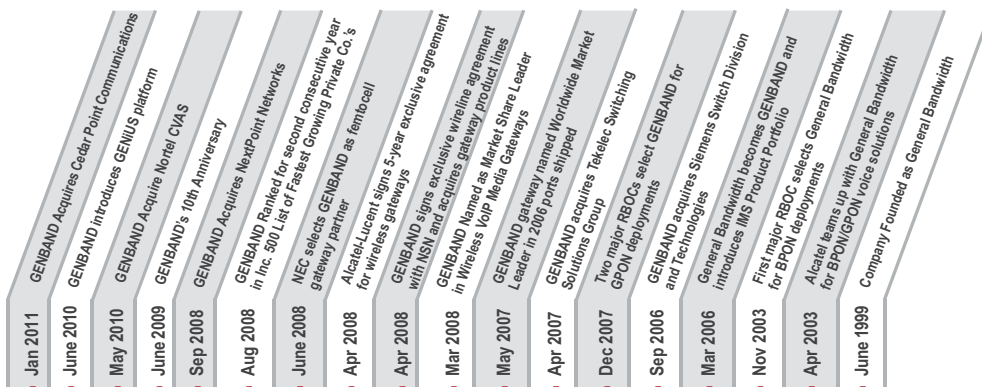 GENBAND Acquires Cedar Point Communications
Jan 2011
GENBAND introduces GENiUS platform
June 2010
GENBAND Acquire Nortel CVAS
May 2010
GENBAND's 10th Anniversary
June 2009
GENBAND Acquires NextPoint Networks
Sep 2008
GENBAND Ranked for second consecutive year
in Inc. 500 List of Fastest Growing Private Co.'s
Aug 2008
NEC selects GENBAND as femtocell
gateway partner
June 2008
Alcatel-Lucent signs 5-year exclusive agreement
for wireless gateways
Apr 2008
GENBAND signs exclusive wireline agreement
with NSN and acquires gateway product lines
Apr 2008
GENBAND Named as Market Share Leader
in Wireless VoIP Media Gateways
Mar 2008
GENBAND gateway named Worldwide Market
Leader in 2006 ports shipped
May 2007
GENBAND acquires Tekelec Switching
Solutions Group
Apr 2007
Two major RBOCs select GENBAND for
GPON deployments
Dec 2007
GENBAND acquires Siemens Switch Division
and Technologies
Sep 2006
General Bandwidth becomes GENBAND and
introduces IMS Product Portfolio
Mar 2006
First major RBOC selects General Bandwidth
for BPON deployments
Nov 2003
Alcatel teams up with General Bandwidth
for BPON/GPON voice solutions
Apr 2003
Company Founded as General Bandwidth
June 1999